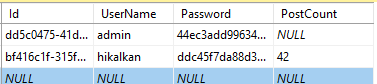 Id UserName Password PostCount
dd5c0475-41d... admin 44ec3add99634... NULL
bf416c1f-315f... hikalkan ddc45f7da88d3... 42
NULL NULL NULL NULL